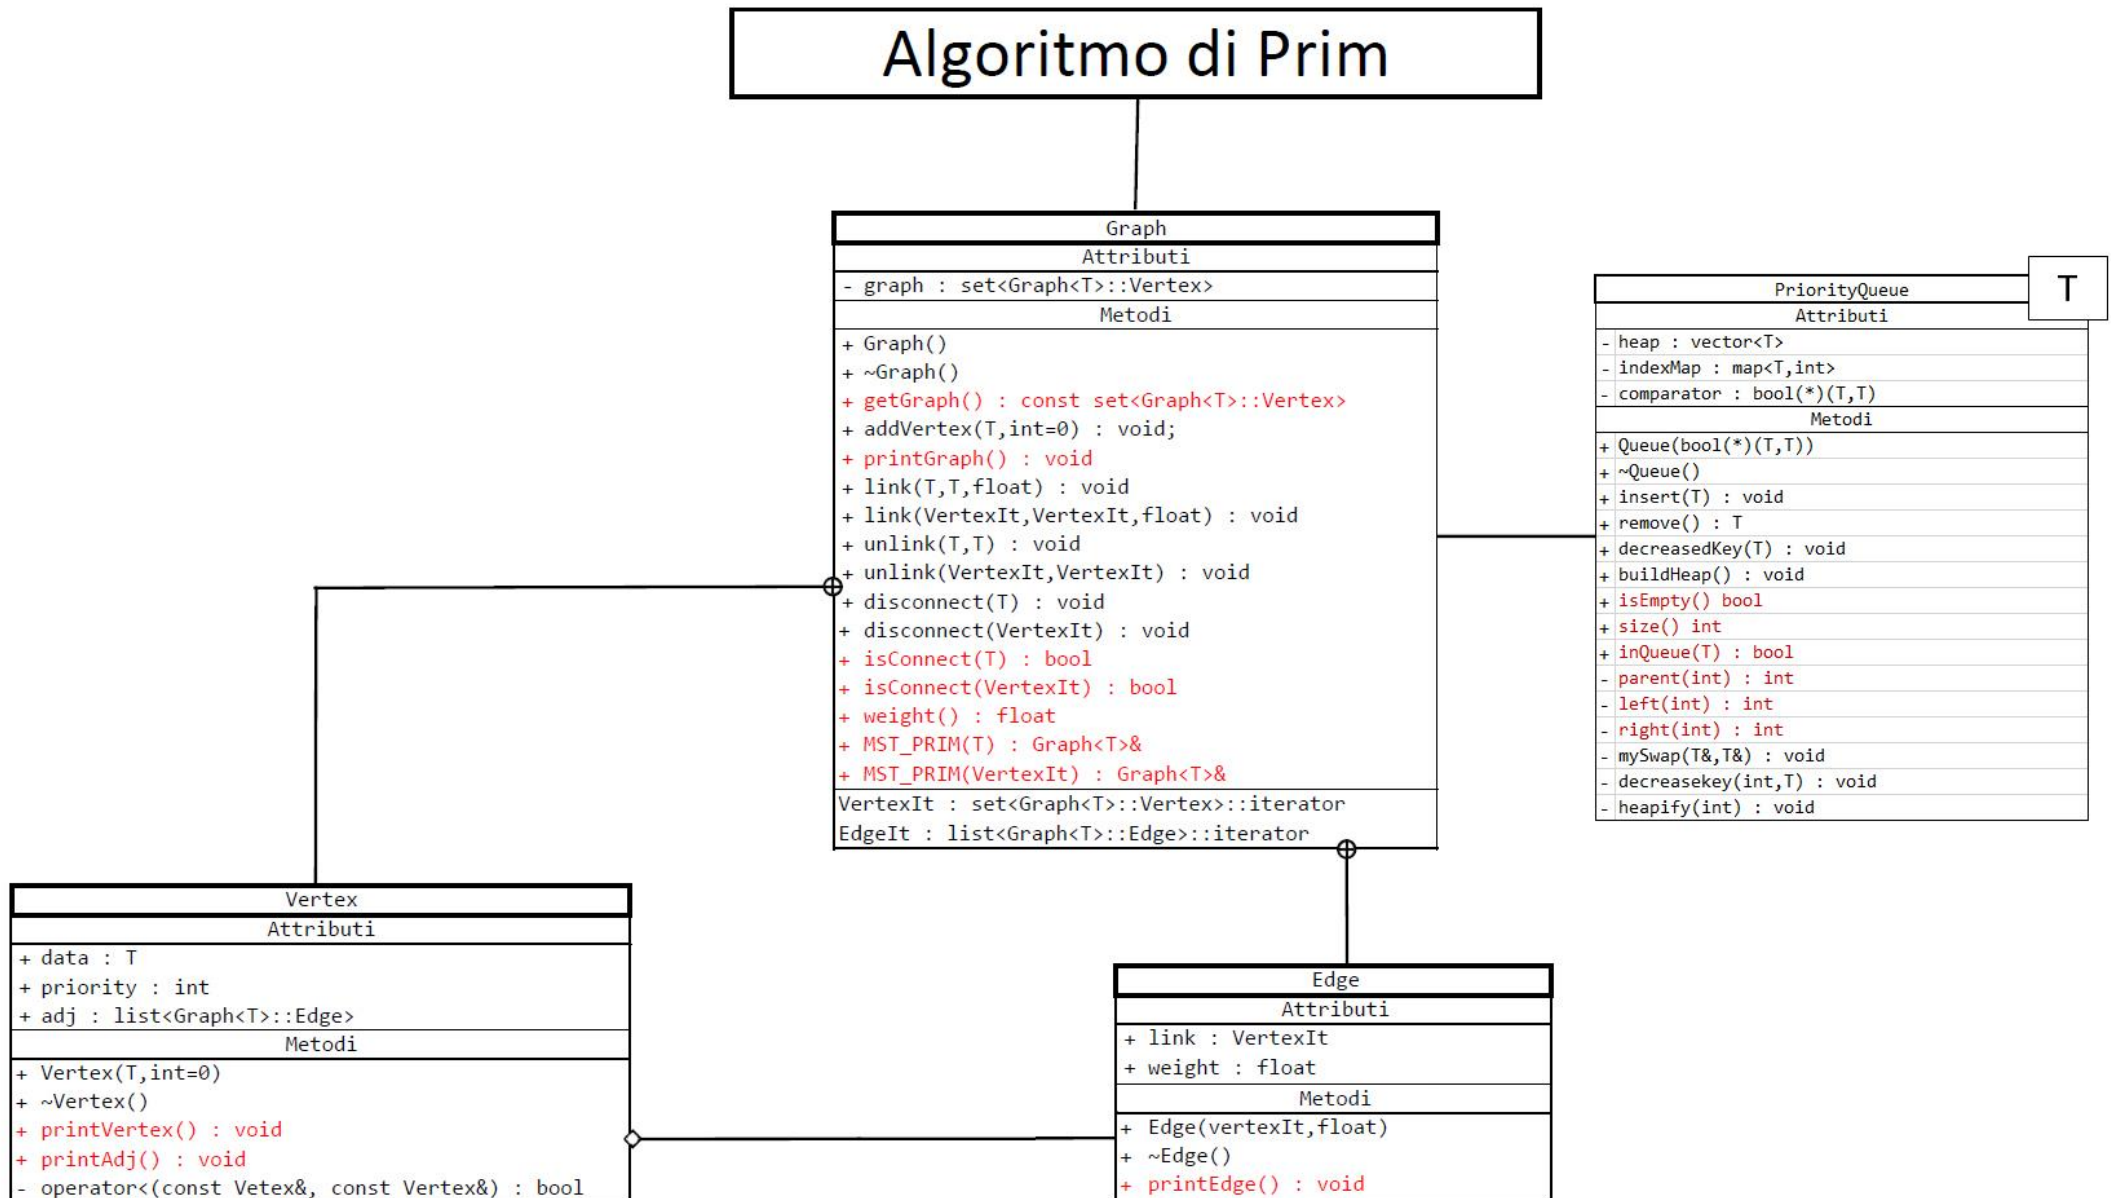 Algoritmo di Prim
Graph
Attributi
- graph : set<Graph<T>::Vertex>
Metodi
+ Graph()
+ ~Graph()
+ getGraph() : const set<Graph<T>::Vertex>
+ addVertex(T,int=0) : void;
+ printGraph() : void
+ link(T,T,float) : void
+ link(VertexIt,VertexIt,float) : void
+ unlink(T,T) : void
+ unlink(VertexIt,VertexIt) : void
+ disconnect(T) : void
+ disconnect(VertexIt) : void
+ isConnect(T) : bool
+ isConnect(VertexIt) : bool
+ weight() : float
+ MST_PRIM(T) : Graph<T>&
+ MST_PRIM(VertexIt) : Graph<T>&
VertexIt : set<Graph<T>::Vertex>::iterator
EdgeIt : list<Graph<T>::Edge>::iterator
T
PriorityQueue
Attributi
- heap : vector<T>
- indexMap : map<T,int>
- comparator : bool(*)(T,T)
Metodi
+ Queue(bool(*)(T,T))
+ ~Queue()
+ insert(T) : void
+ remove() : T
+ decreasedKey(T) : void
+ buildHeap() : void
+ isEmpty() bool
+ size() int
+ inQueue(T) : bool
- parent(int) : int
- left(int) : int
- right(int) : int
- mySwap(T&,T&) : void
- decreasekey(int,T) : void
- heapify(int) : void
Vertex
Attributi
+ data : T
+ priority : int
+ adj : list<Graph<T>::Edge>
Metodi
+ Vertex(T,int=0)
+ ~Vertex()
+ printVertex() : void
+ printAdj() : void
- operator<(const Vetex&, const Vertex&) : bool
Edge
Attributi
+ link : VertexIt
+ weight : float
Metodi
+ Edge(vertexIt,float)
+ ~Edge()
+ printEdge() : void